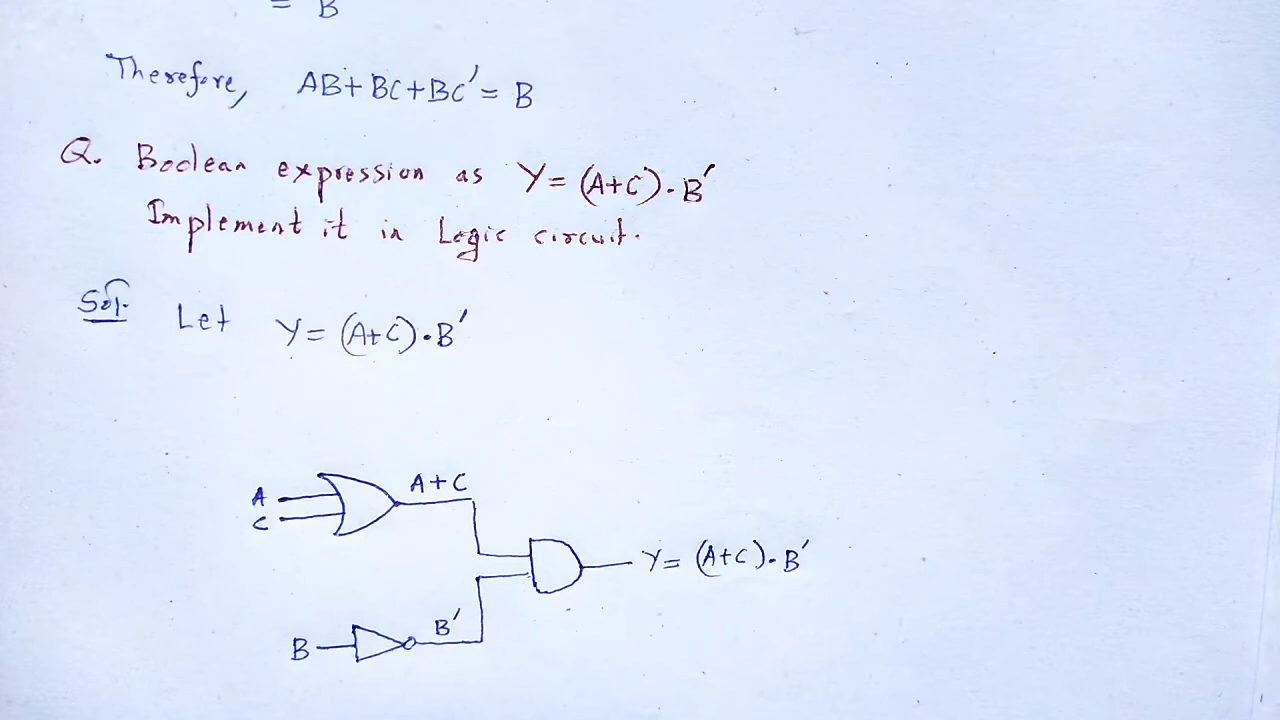 = B
Therefore, AB+BC+BC'= B
Q. Boolean expression as Y= (A+C).B'
Implement it in Logic circuit.
Sol. Let Y= (A+C).B'
A
C
A+C
Y= (A+C).B'
B
B'